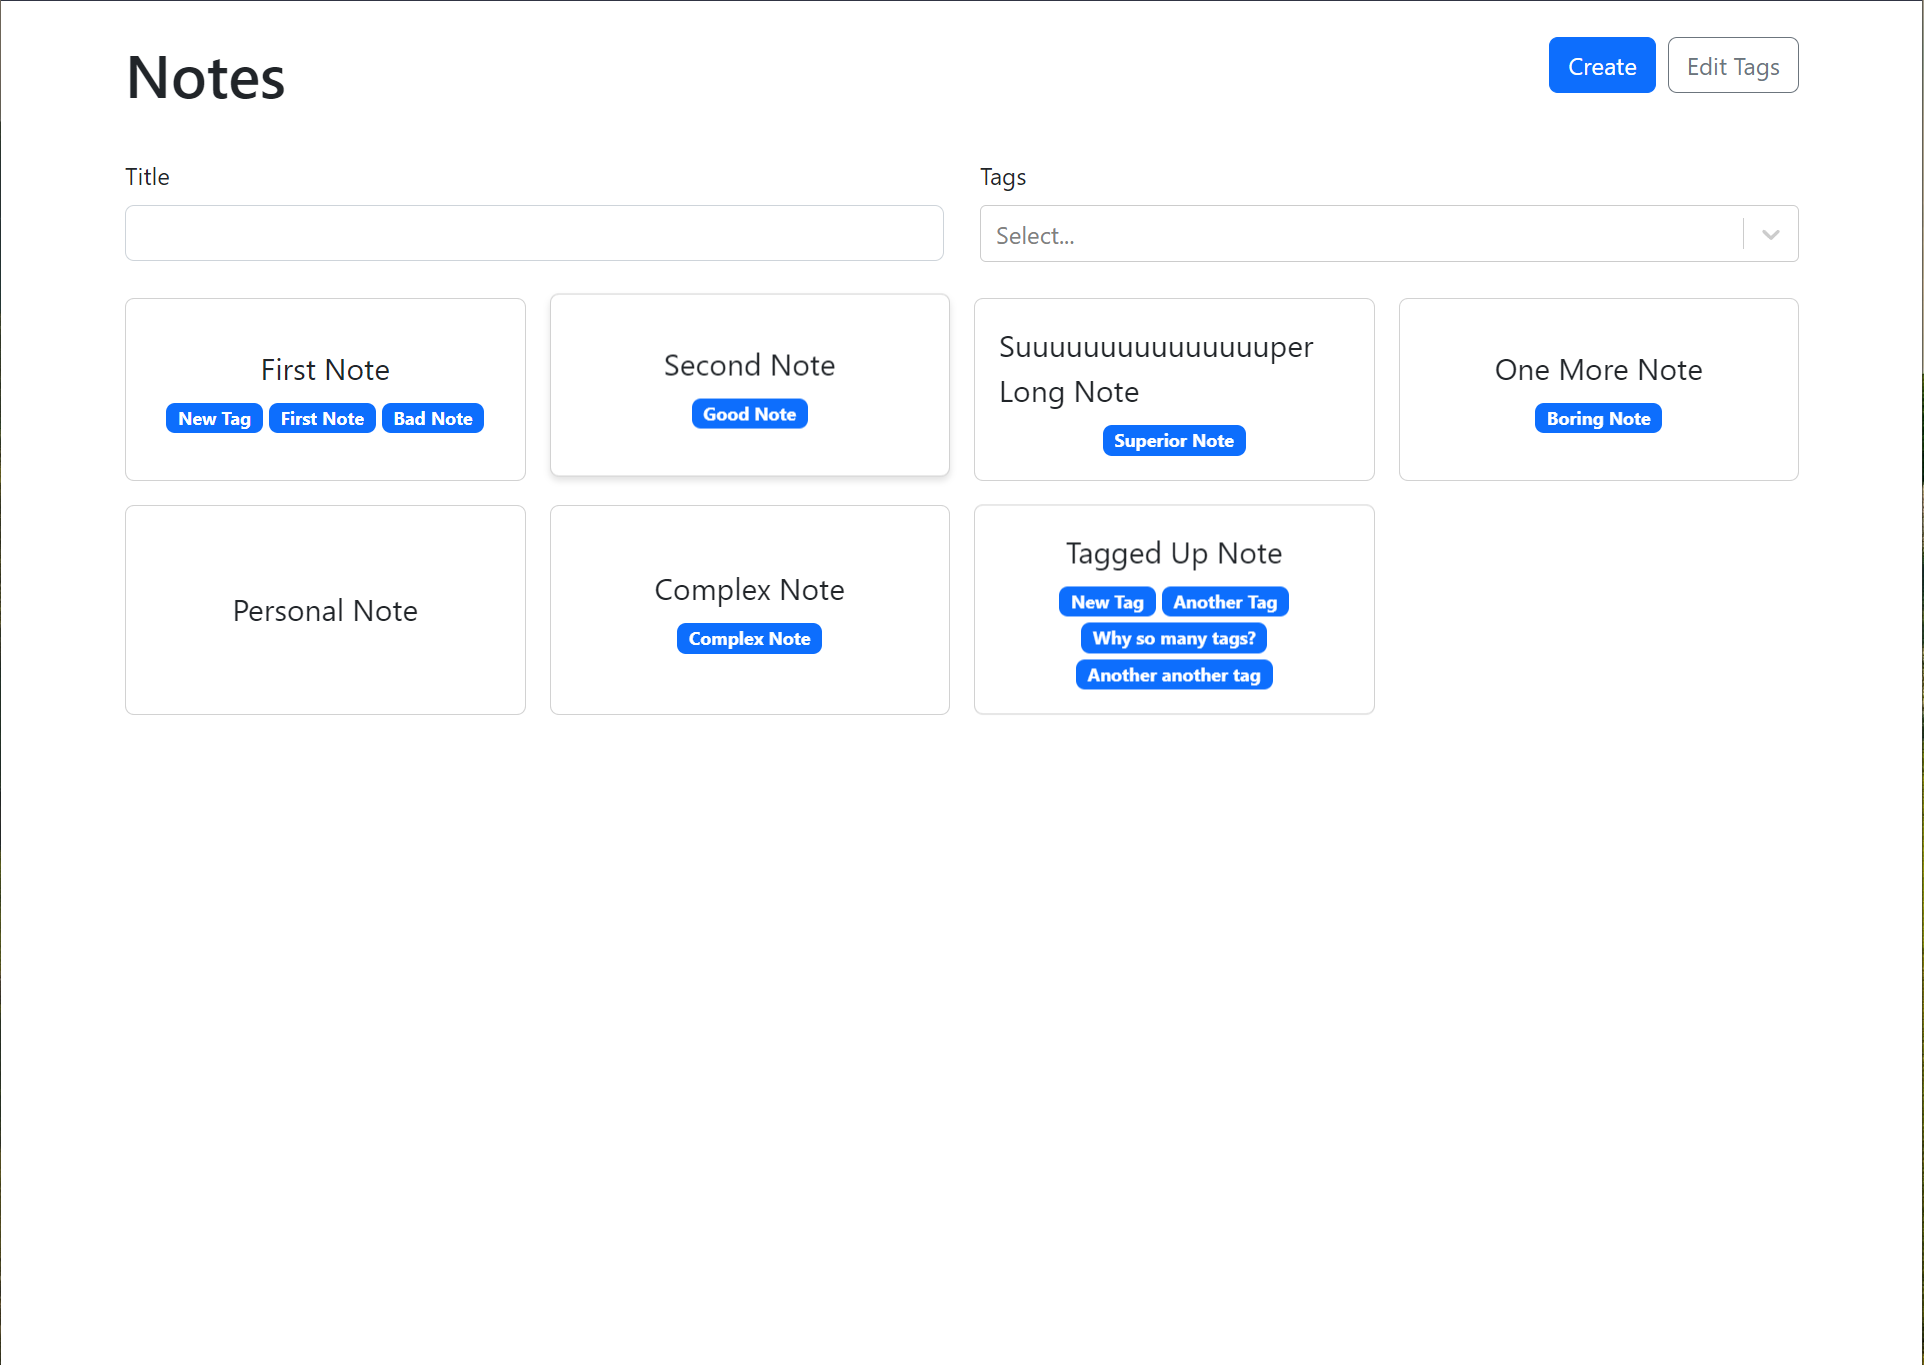 Notes
Create
Edit Tags
Title
Tags
Select...
First Note
New Tag First Note Bad Note
Second Note
Good Note
Suuuuuuuuuuuuuuuper
Long Note
Superior Note
One More Note
Boring Note
Personal Note
Complex Note
Complex Note
Tagged Up Note
New Tag Another Tag
Why so many tags?
Another another tag